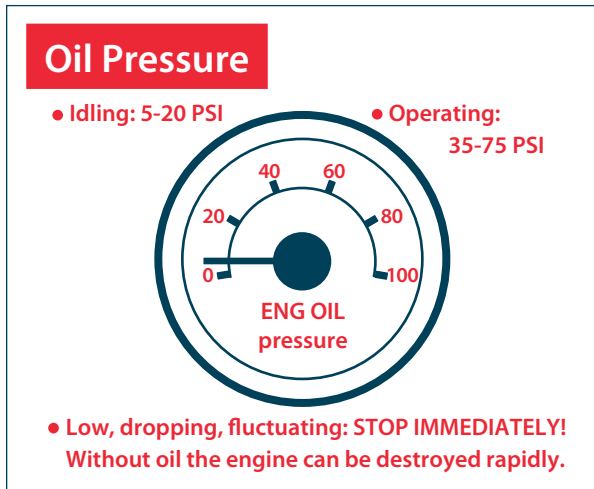 Oil Pressure
• Idling: 5-20 PSI
• Operating:
35-75 PSI
40
60
20
80
0
100
ENG OIL
pressure
• Low, dropping, fluctuating: STOP IMMEDIATELY!
Without oil the engine can be destroyed rapidly.